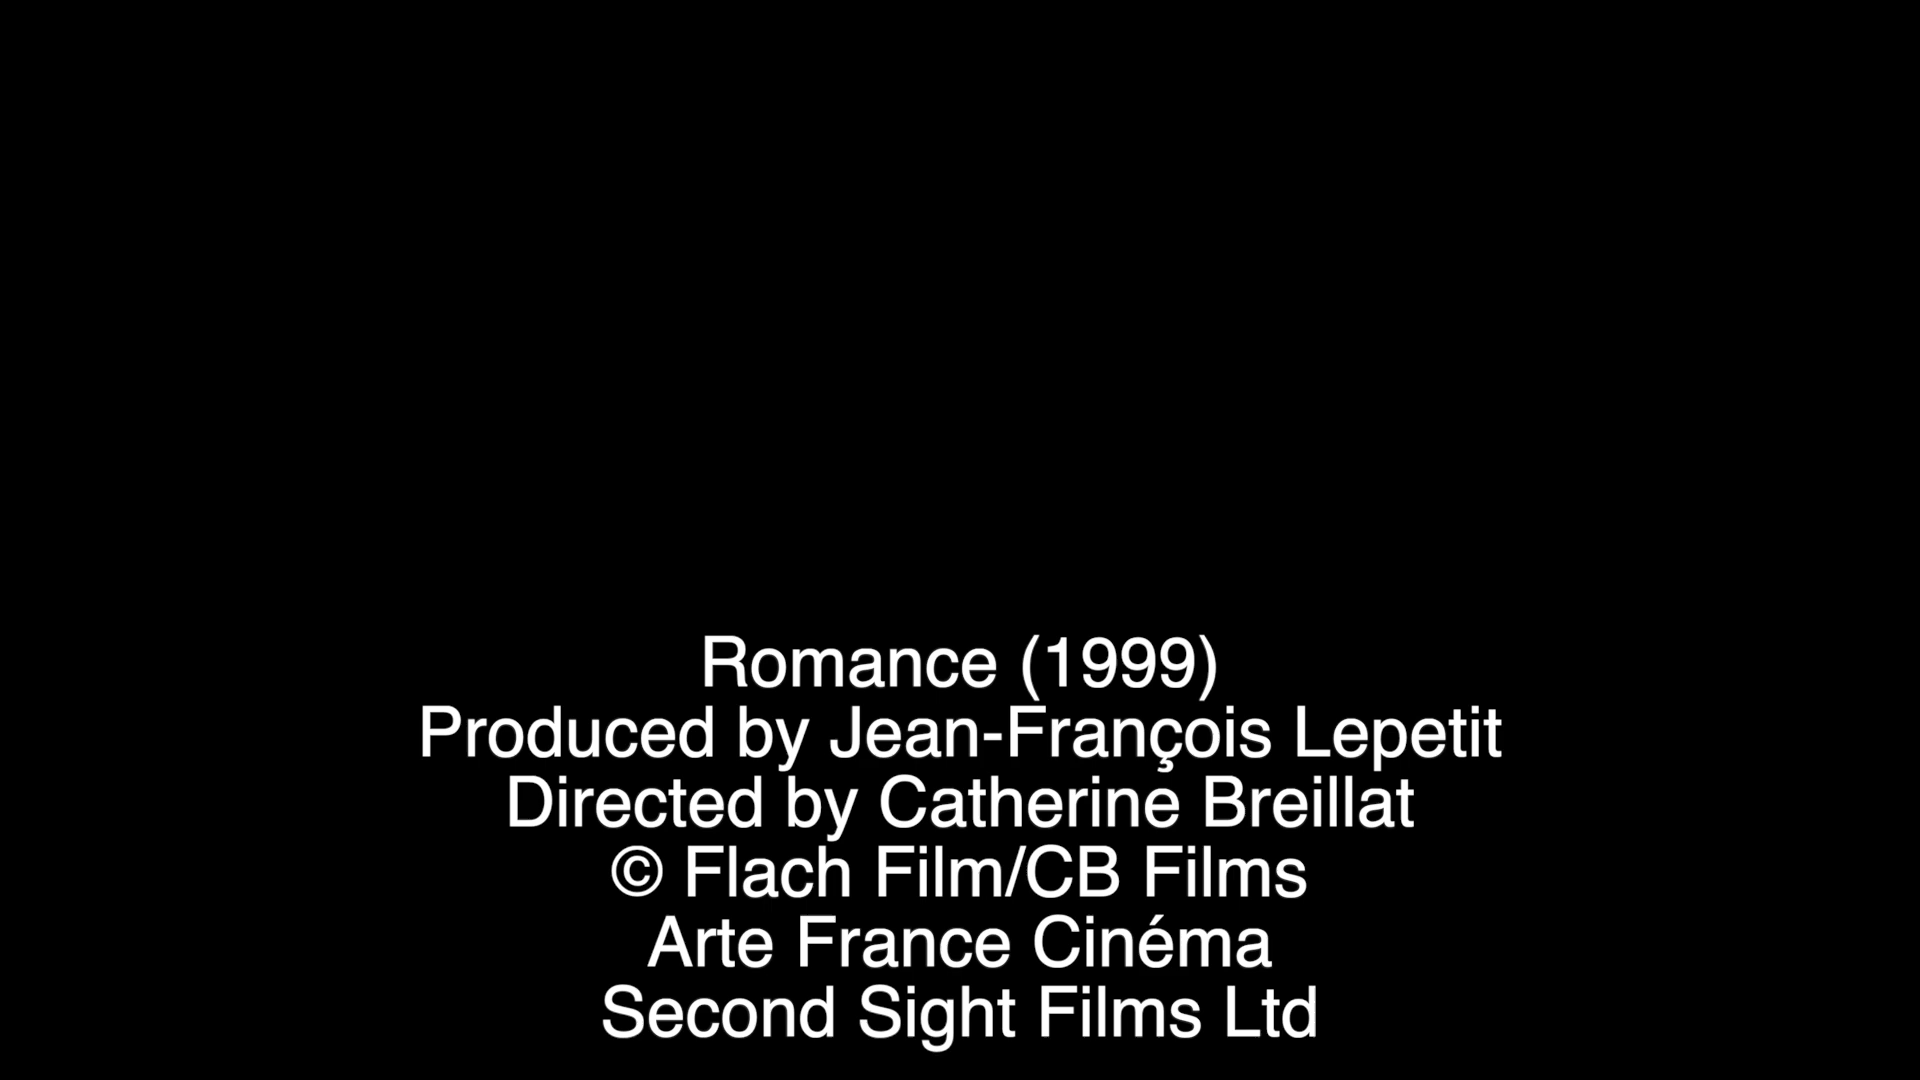 Romance (1999)
Produced by Jean-François Lepetit
Directed by Catherine Breillat
© Flach Film/CB Films
Arte France Cinéma
Second Sight Films Ltd